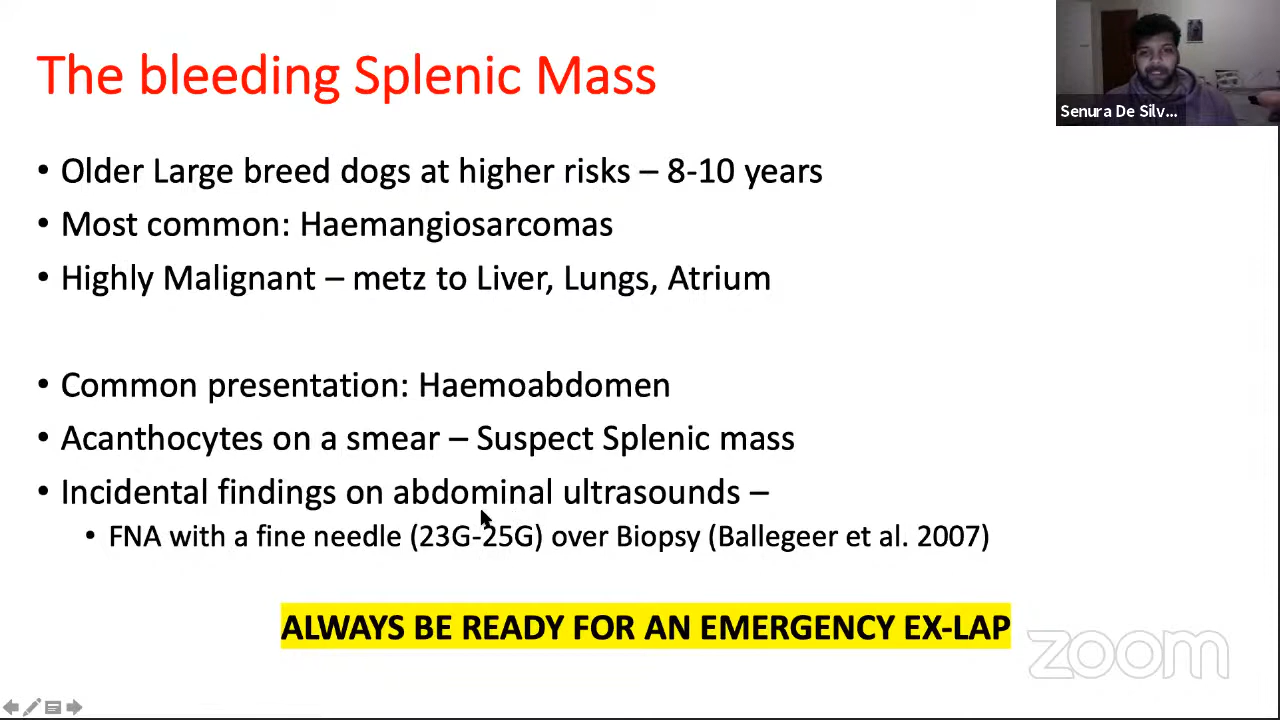 The bleeding Splenic Mass
Senura De Silv...
• Older Large breed dogs at higher risks – 8-10 years
• Most common: Haemangiosarcomas
• Highly Malignant – metz to Liver, Lungs, Atrium
• Common presentation: Haemoabdomen
• Acanthocytes on a smear – Suspect Splenic mass
• Incidental findings on abdominal ultrasounds –
• FNA with a fine needle (23G-25G) over Biopsy (Ballegeer et al. 2007)
ALWAYS BE READY FOR AN EMERGENCY EX-LAP
zoom